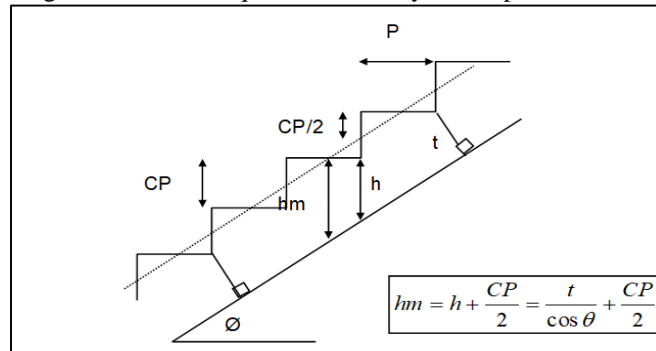 P
CP/2
t
CP
h
hm
Ø
hm = h + CP/2 = t/cos θ + CP/2